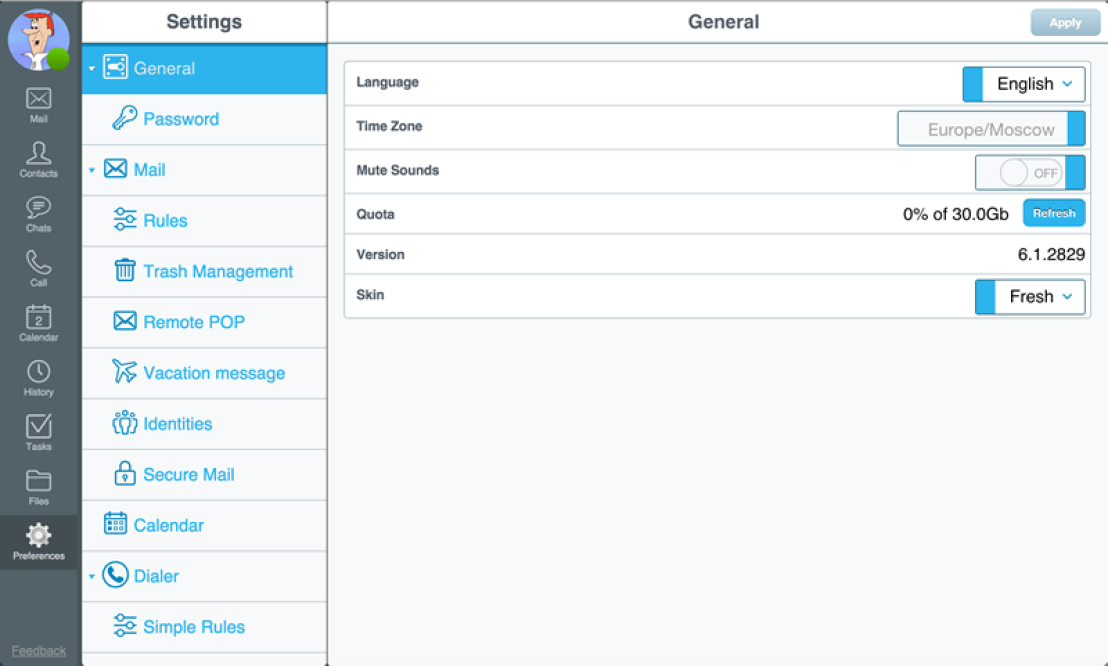 Settings
General
Apply
Mail
Contacts
Chats
Call
2
Calendar
History
Tasks
Files
Preferences
Feedback
General
Password
Mail
Rules
Trash Management
Remote POP
Vacation message
Identities
Secure Mail
Calendar
Dialer
Simple Rules
Language
English
Time Zone
Europe/Moscow
Mute Sounds
OFF
Quota
0% of 30.0Gb
Refresh
Version
6.1.2829
Skin
Fresh